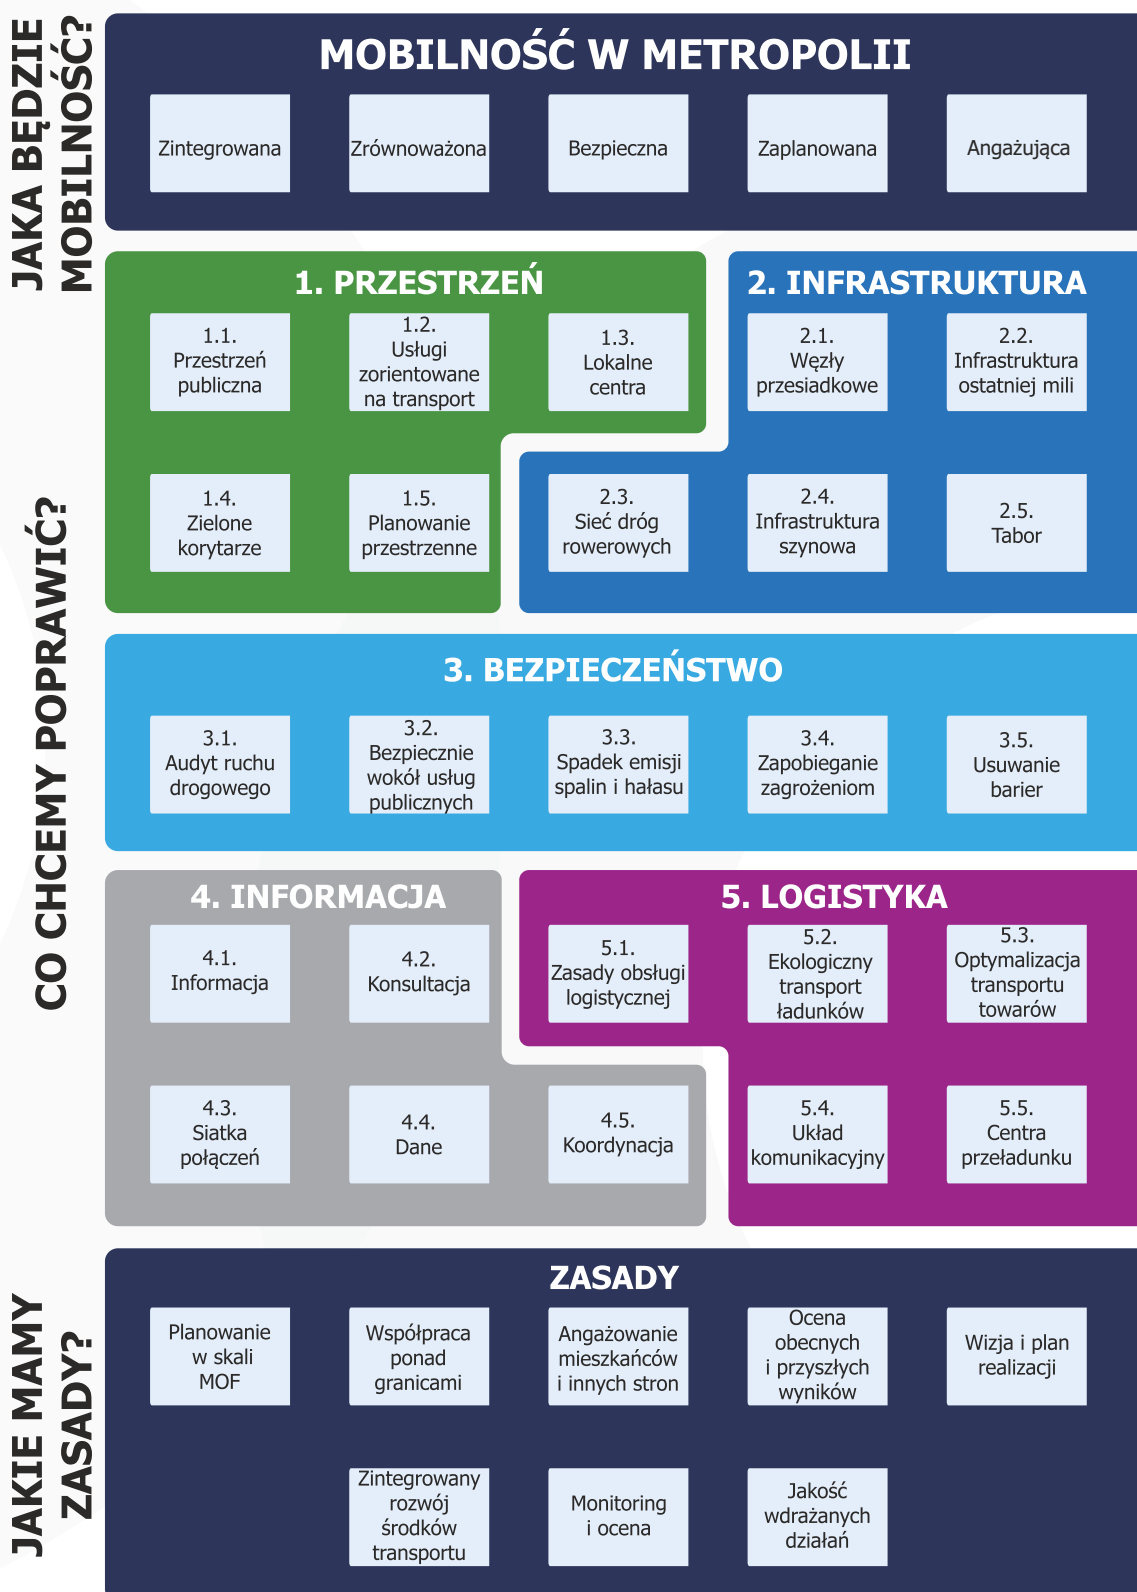 JAKA BĘDZIE
MOBILNOŚĆ?
MOBILNOŚĆ W METROPOLII
Zintegrowana
Zrównoważona
Bezpieczna
Zaplanowana
Angażująca
CO CHCEMY POPRAWIĆ?
1. PRZESTRZEŃ
1.1.
Przestrzeń
publiczna
1.2.
Usługi
zorientowane
na transport
1.3.
Lokalne
centra
1.4.
Zielone
korytarze
1.5.
Planowanie
przestrzenne
2. INFRASTRUKTURA
2.1.
Węzły
przesiadkowe
2.2.
Infrastruktura
ostatniej mili
2.3.
Sieć dróg
rowerowych
2.4.
Infrastruktura
szynowa
2.5.
Tabor
3. BEZPIECZEŃSTWO
3.1.
Audyt ruchu
drogowego
3.2.
Bezpiecznie
wokół usług
publicznych
3.3.
Spadek emisji
spalin i hałasu
3.4.
Zapobieganie
zagrożeniom
3.5.
Usuwanie
barier
4. INFORMACJA
4.1.
Informacja
4.2.
Konsultacja
4.3.
Siatka
połączeń
4.4.
Dane
4.5.
Koordynacja
5. LOGISTYKA
5.1.
Zasady obsługi
logistycznej
5.2.
Ekologiczny
transport
ładunków
5.3.
Optymalizacja
transportu
towarów
5.4.
Układ
komunikacyjny
5.5.
Centra
przeładunku
JAKIE MAMY
ZASADY?
ZASADY
Planowanie
w skali
MOF
Współpraca
ponad
granicami
Angażowanie
mieszkańców
i innych stron
Ocena
obecnych
i przyszłych
wyników
Wizja i plan
realizacji
Zintegrowany
rozwój
środków
transportu
Monitoring
i ocena
Jakość
wdrażanych
działań